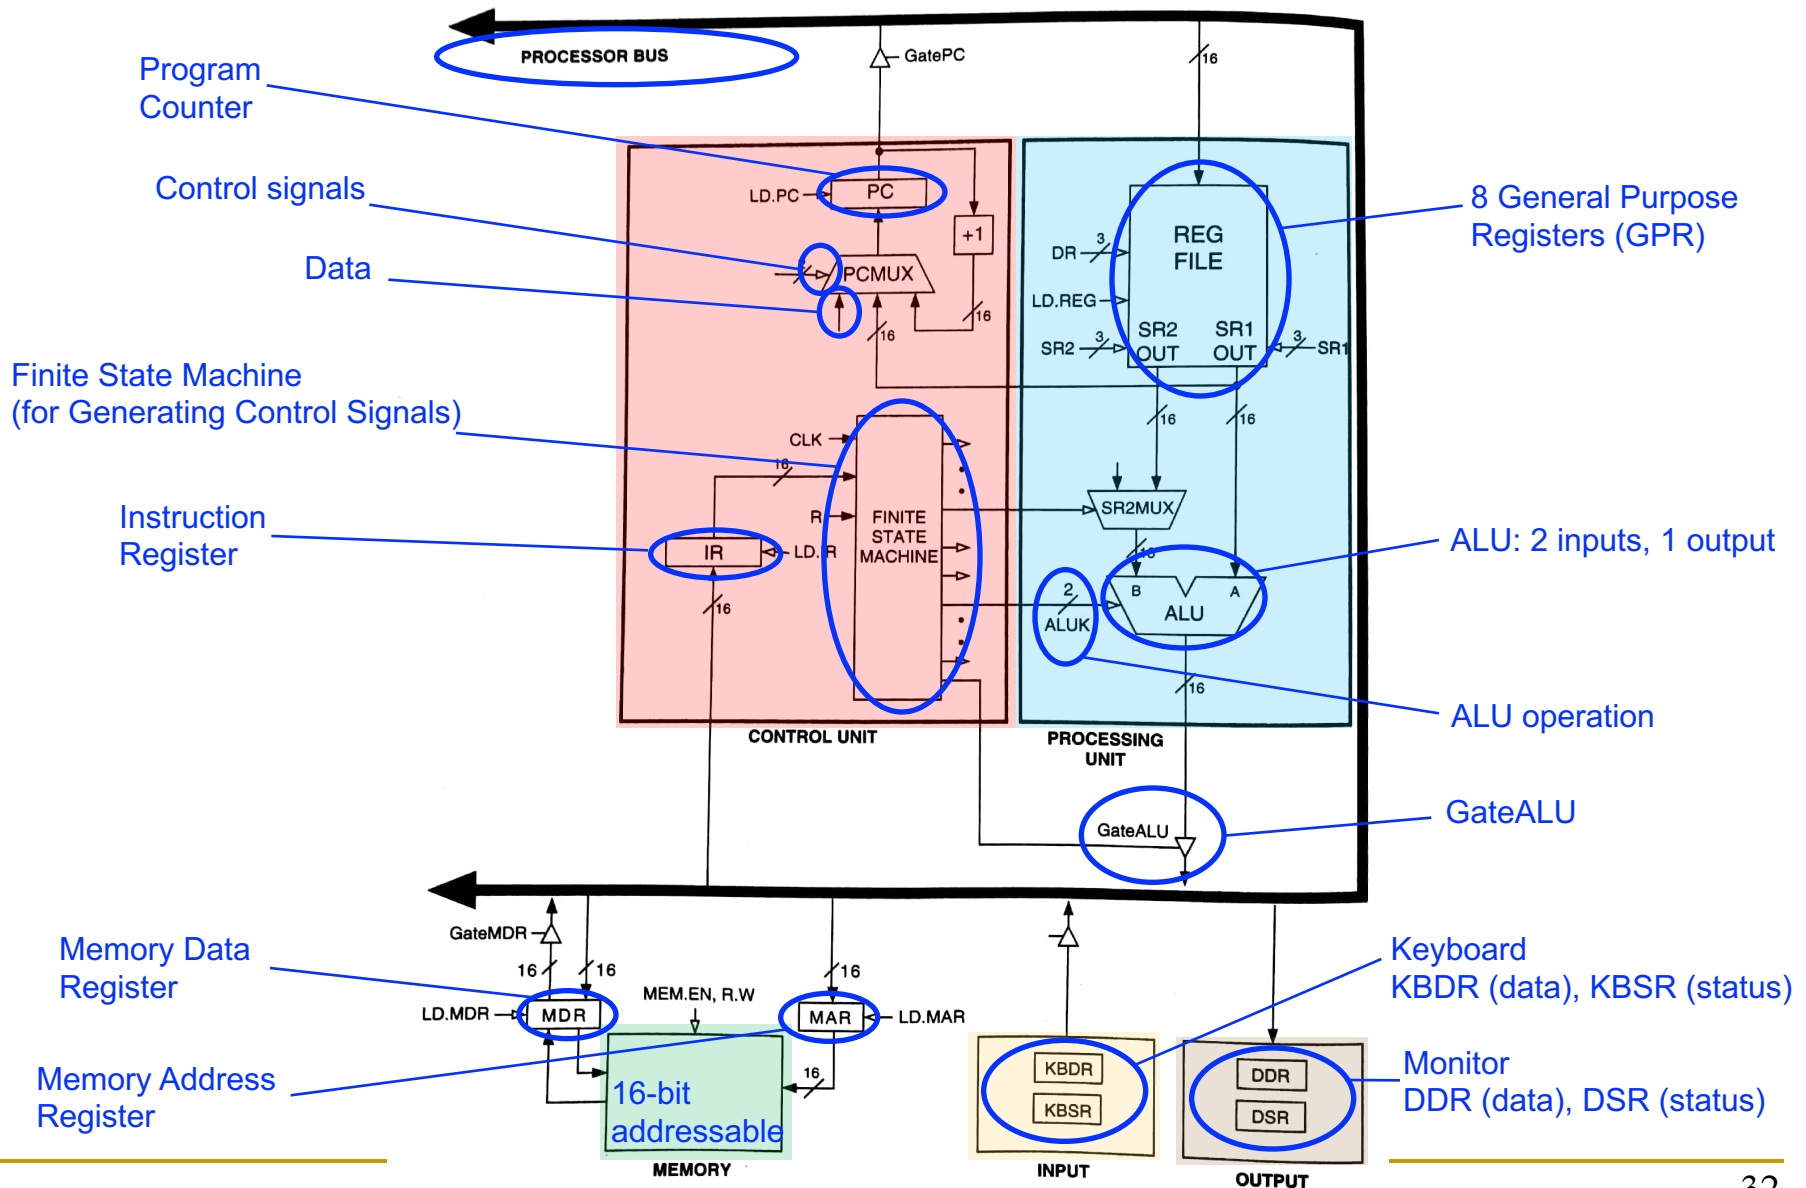 PROCESSOR BUS
GatePC
16
Program
Counter
Control signals
Data
LD.PC
PC
+1
PCMUX
16
16
8 General Purpose
Registers (GPR)
REG
FILE
DR
3
LD.REG
SR2
3
SR2
OUT
SR1
OUT
3
SR1
16
16
Finite State Machine
(for Generating Control Signals)
CLK
16
R
FINITE
STATE
MACHINE
Instruction
Register
IR
LD.IR
16
SR2MUX
16
ALU: 2 inputs, 1 output
B
A
ALU
2
ALUK
16
ALU operation
CONTROL UNIT
PROCESSING
UNIT
GateALU
GateALU
Memory Data
Register
GateMDR
16
16
LD.MDR
MDR
MEM.EN, R.W
16
MAR
LD.MAR
16
Memory Address
Register
16-bit
addressable
MEMORY
Keyboard
KBDR (data), KBSR (status)
KBDR
KBSR
INPUT
Monitor
DDR (data), DSR (status)
DDR
DSR
OUTPUT